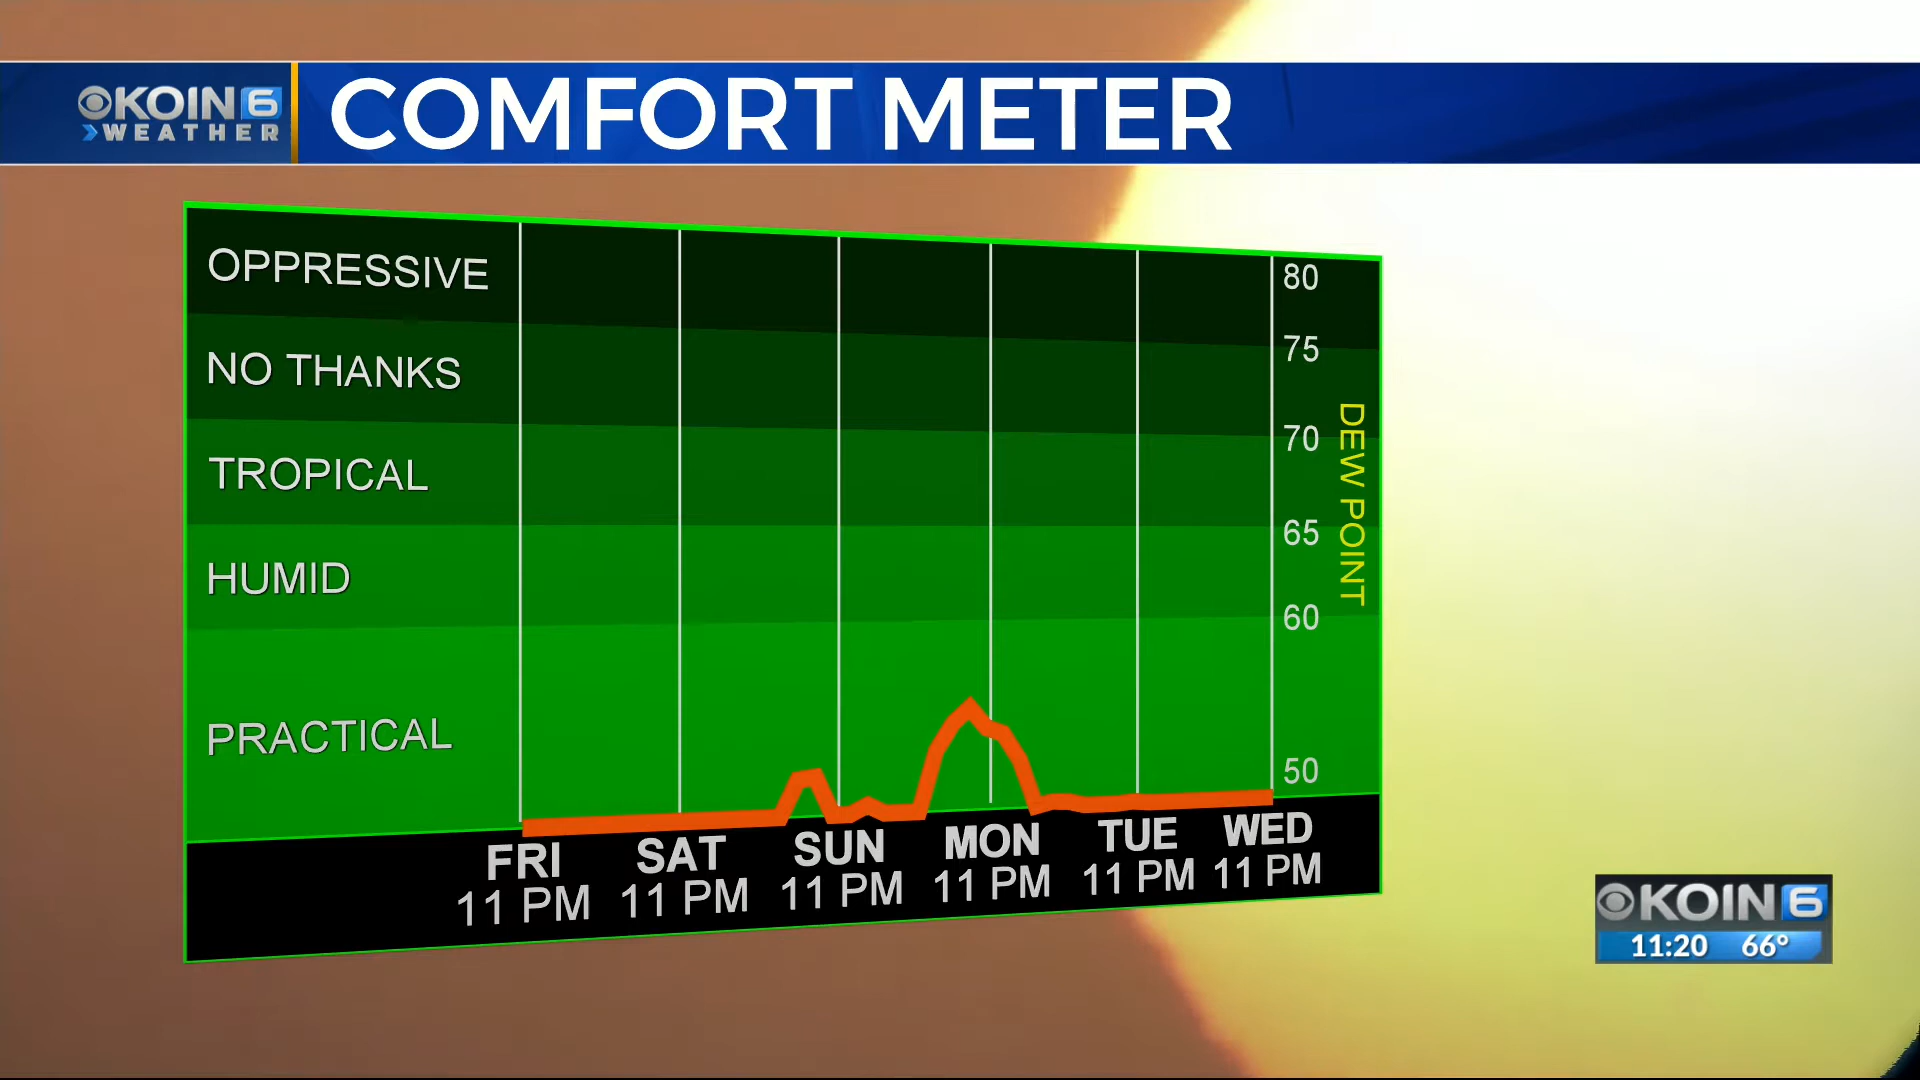 KOIN 6
WEATHER
COMFORT METER
OPPRESSIVE
NO THANKS
TROPICAL
HUMID
PRACTICAL
80
75
70
65
60
50
DEW POINT
FRI SAT SUN MON TUE WED
11 PM 11 PM 11 PM 11 PM 11 PM 11 PM
KOIN 6
11:20 66°